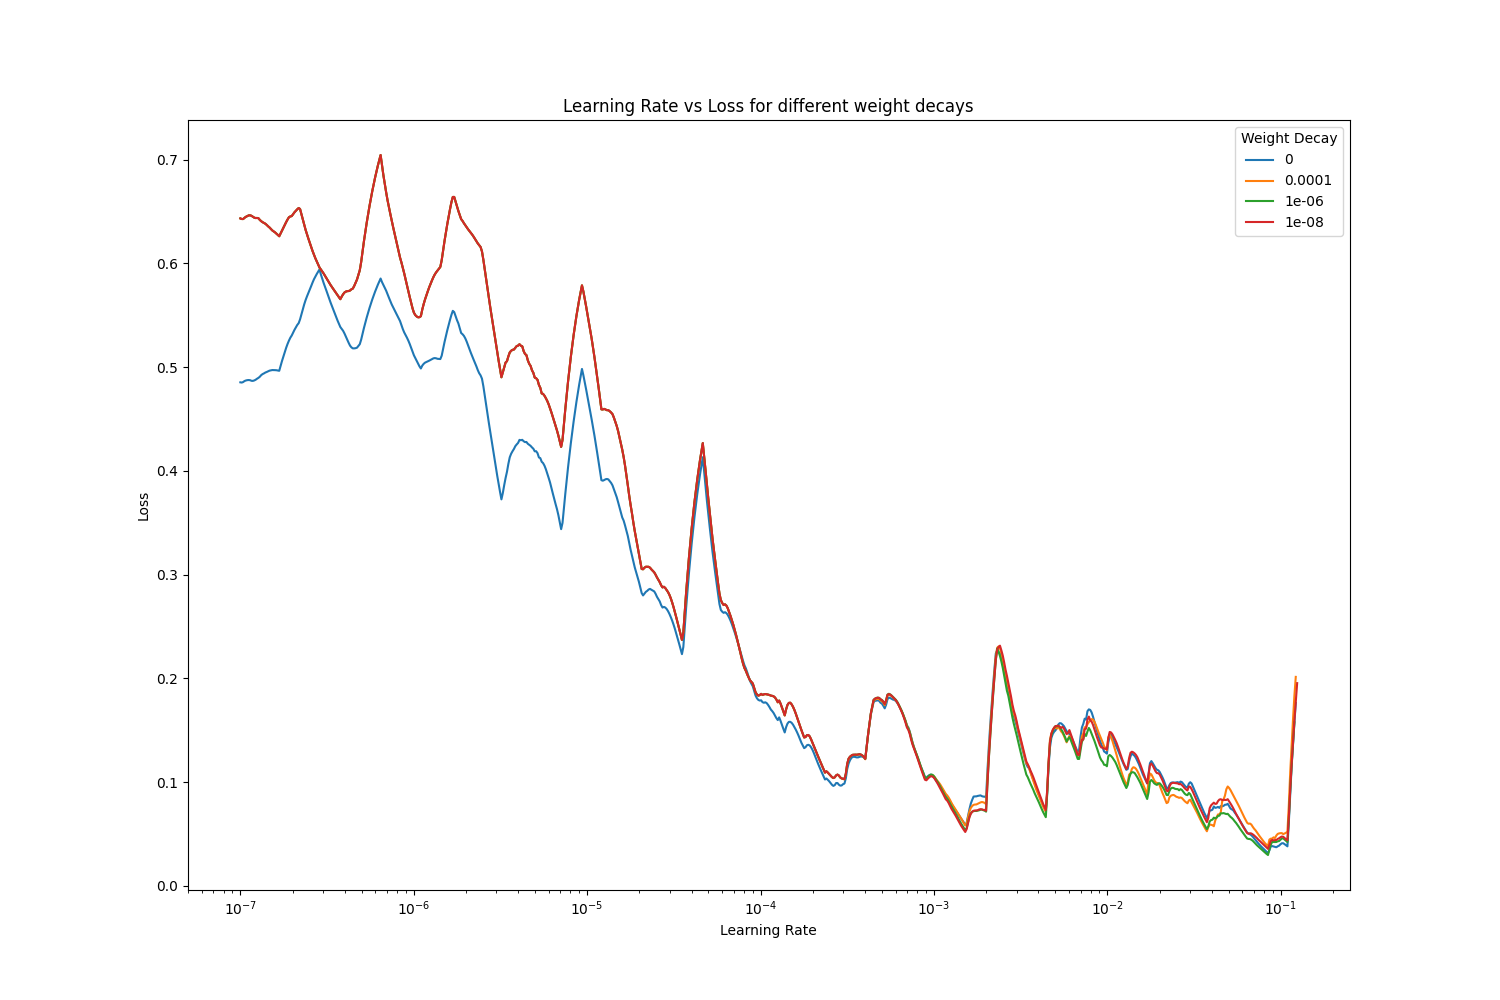 Learning Rate vs Loss for different weight decays
Weight Decay
0
0.0001
1e-06
1e-08
0.7
0.6
0.5
0.4
0.3
0.2
0.1
0.0
Loss
10⁻⁷ 10⁻⁶ 10⁻⁵ 10⁻⁴ 10⁻³ 10⁻² 10⁻¹
Learning Rate